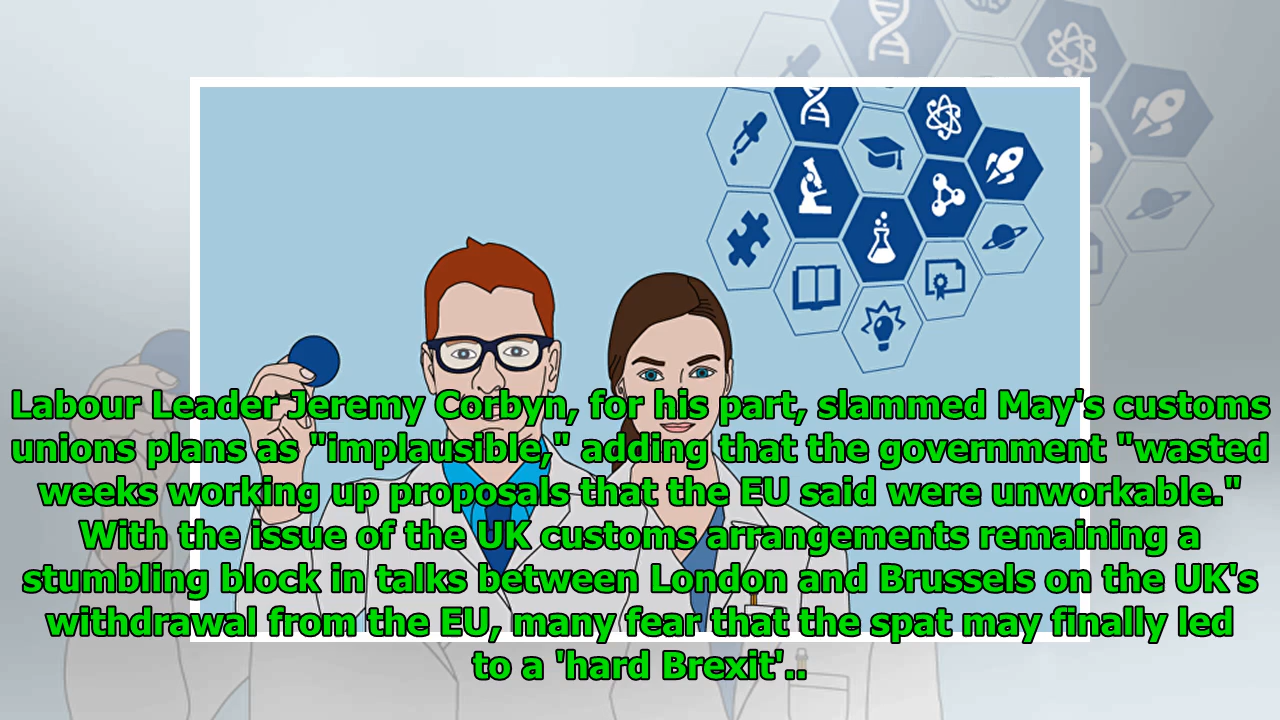 Labour Leader Jeremy Corbyn, for his part, slammed May's customs
unions plans as "implausible," adding that the government "wasted
weeks working up proposals that the EU said were unworkable."
With the issue of the UK customs arrangements remaining a
stumbling block in talks between London and Brussels on the UK's
withdrawal from the EU, many fear that the spat may finally led
to a 'hard Brexit'..